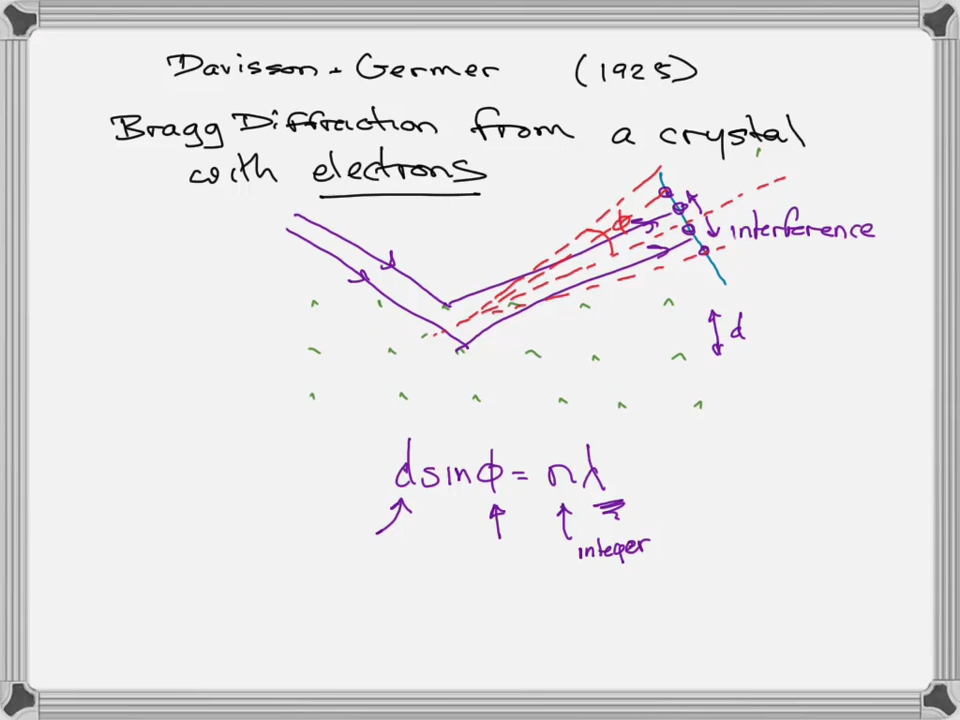 Davisson + Germer (1925)
Bragg Diffraction from a crystal
with electrons
ϕ
interference
d
d sin ϕ = n λ
integer